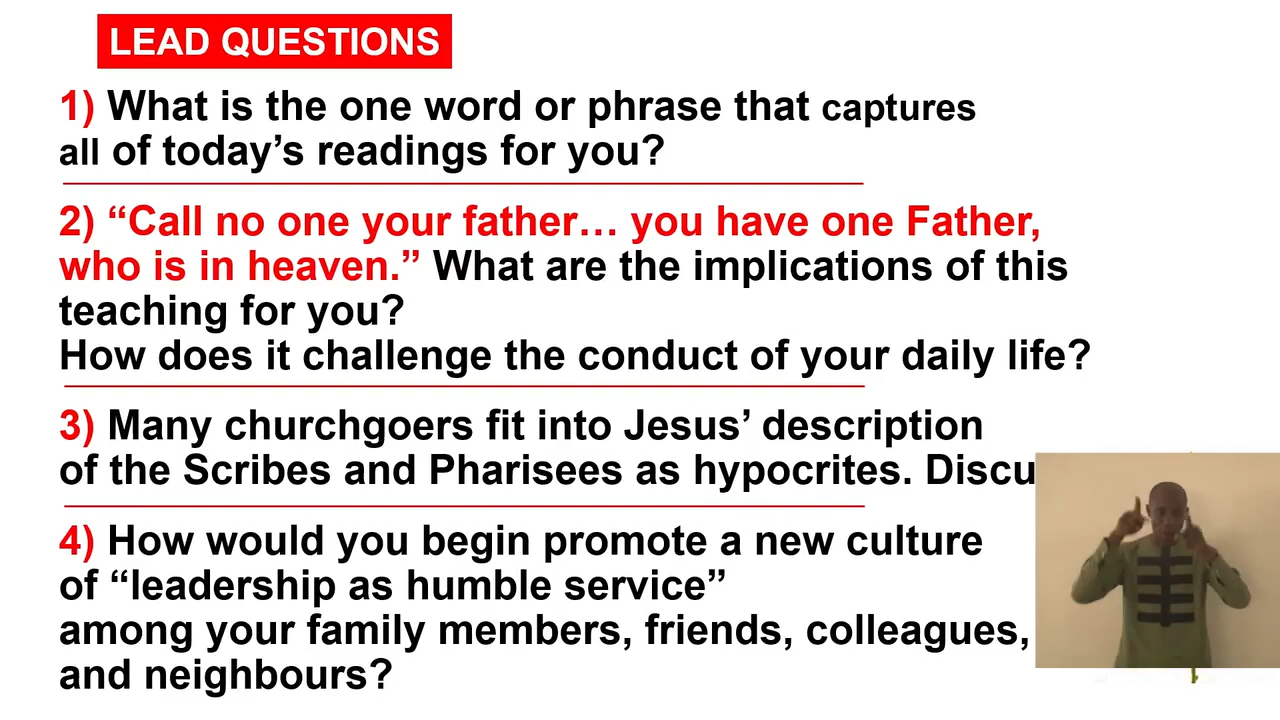 LEAD QUESTIONS
1) What is the one word or phrase that captures
all of today’s readings for you?
2) “Call no one your father… you have one Father,
who is in heaven.” What are the implications of this
teaching for you?
How does it challenge the conduct of your daily life?
3) Many churchgoers fit into Jesus’ description
of the Scribes and Pharisees as hypocrites. Discu
4) How would you begin promote a new culture
of “leadership as humble service”
among your family members, friends, colleagues,
and neighbours?